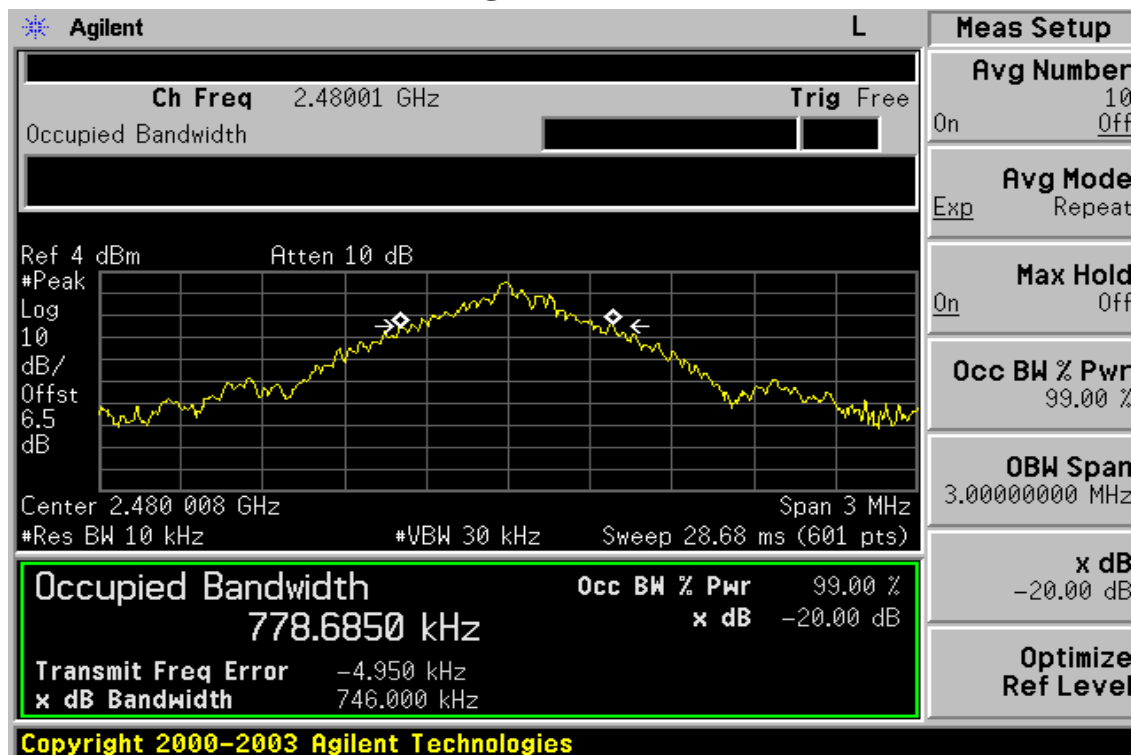 Agilent L
Ch Freq 2.48001 GHz Trig Free
Occupied Bandwidth
Ref 4 dBm Atten 10 dB
#Peak
Log
10
dB/
Offst
6.5
dB
Center 2.480 008 GHz Span 3 MHz
#Res BW 10 kHz #VBW 30 kHz Sweep 28.68 ms (601 pts)
Occupied Bandwidth Occ BW % Pwr 99.00 %
778.6850 kHz x dB -20.00 dB
Transmit Freq Error -4.950 kHz
x dB Bandwidth 746.000 kHz
Copyright 2000-2003 Agilent Technologies
Meas Setup
Avg Number
10
On Off
Avg Mode
Exp Repeat
Max Hold
On Off
Occ BW % Pwr
99.00 %
OBW Span
3.00000000 MHz
x dB
-20.00 dB
Optimize
Ref Level